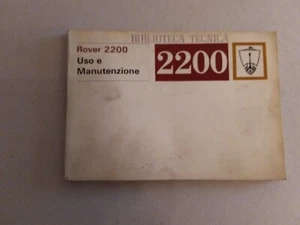 BIBLIOTECA TECNICA
Rover 2200
Uso e
Manutenzione
2200